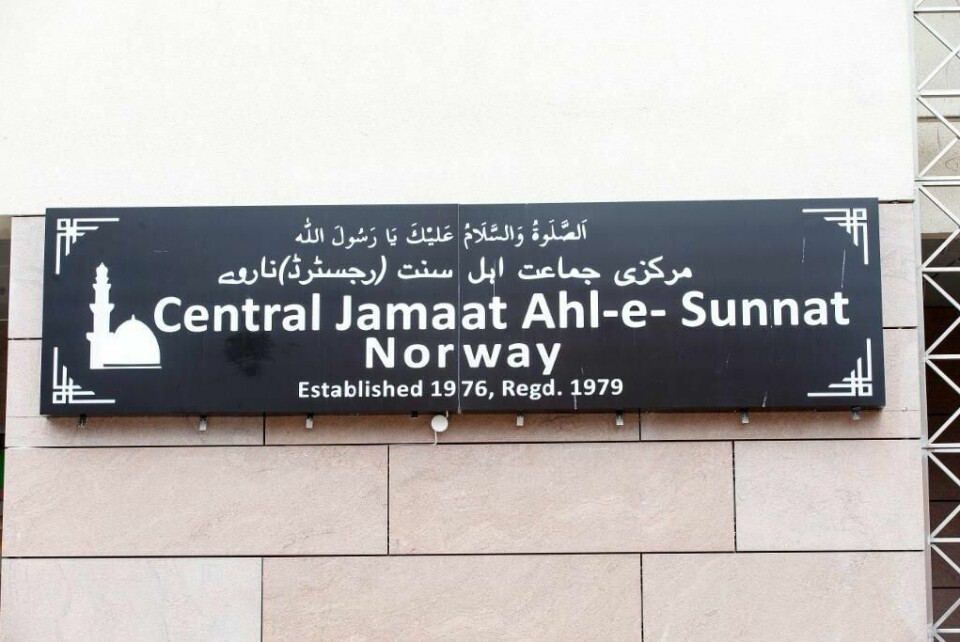 اَلصَّلٰوةُ وَالسَّلَامُ عَلَيْكَ يَا رَسُولَ اللّٰه
مرکزی جماعت اہل سنت (رجسٹرڈ)ناروے
Central Jamaat Ahl-e- Sunnat
Norway
Established 1976, Regd. 1979